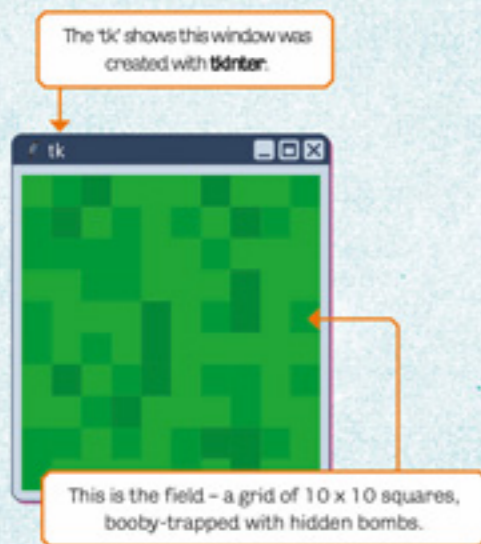 The 'tk' shows this window was
created with tkinter.
tk
This is the field – a grid of 10 x 10 squares,
booby-trapped with hidden bombs.